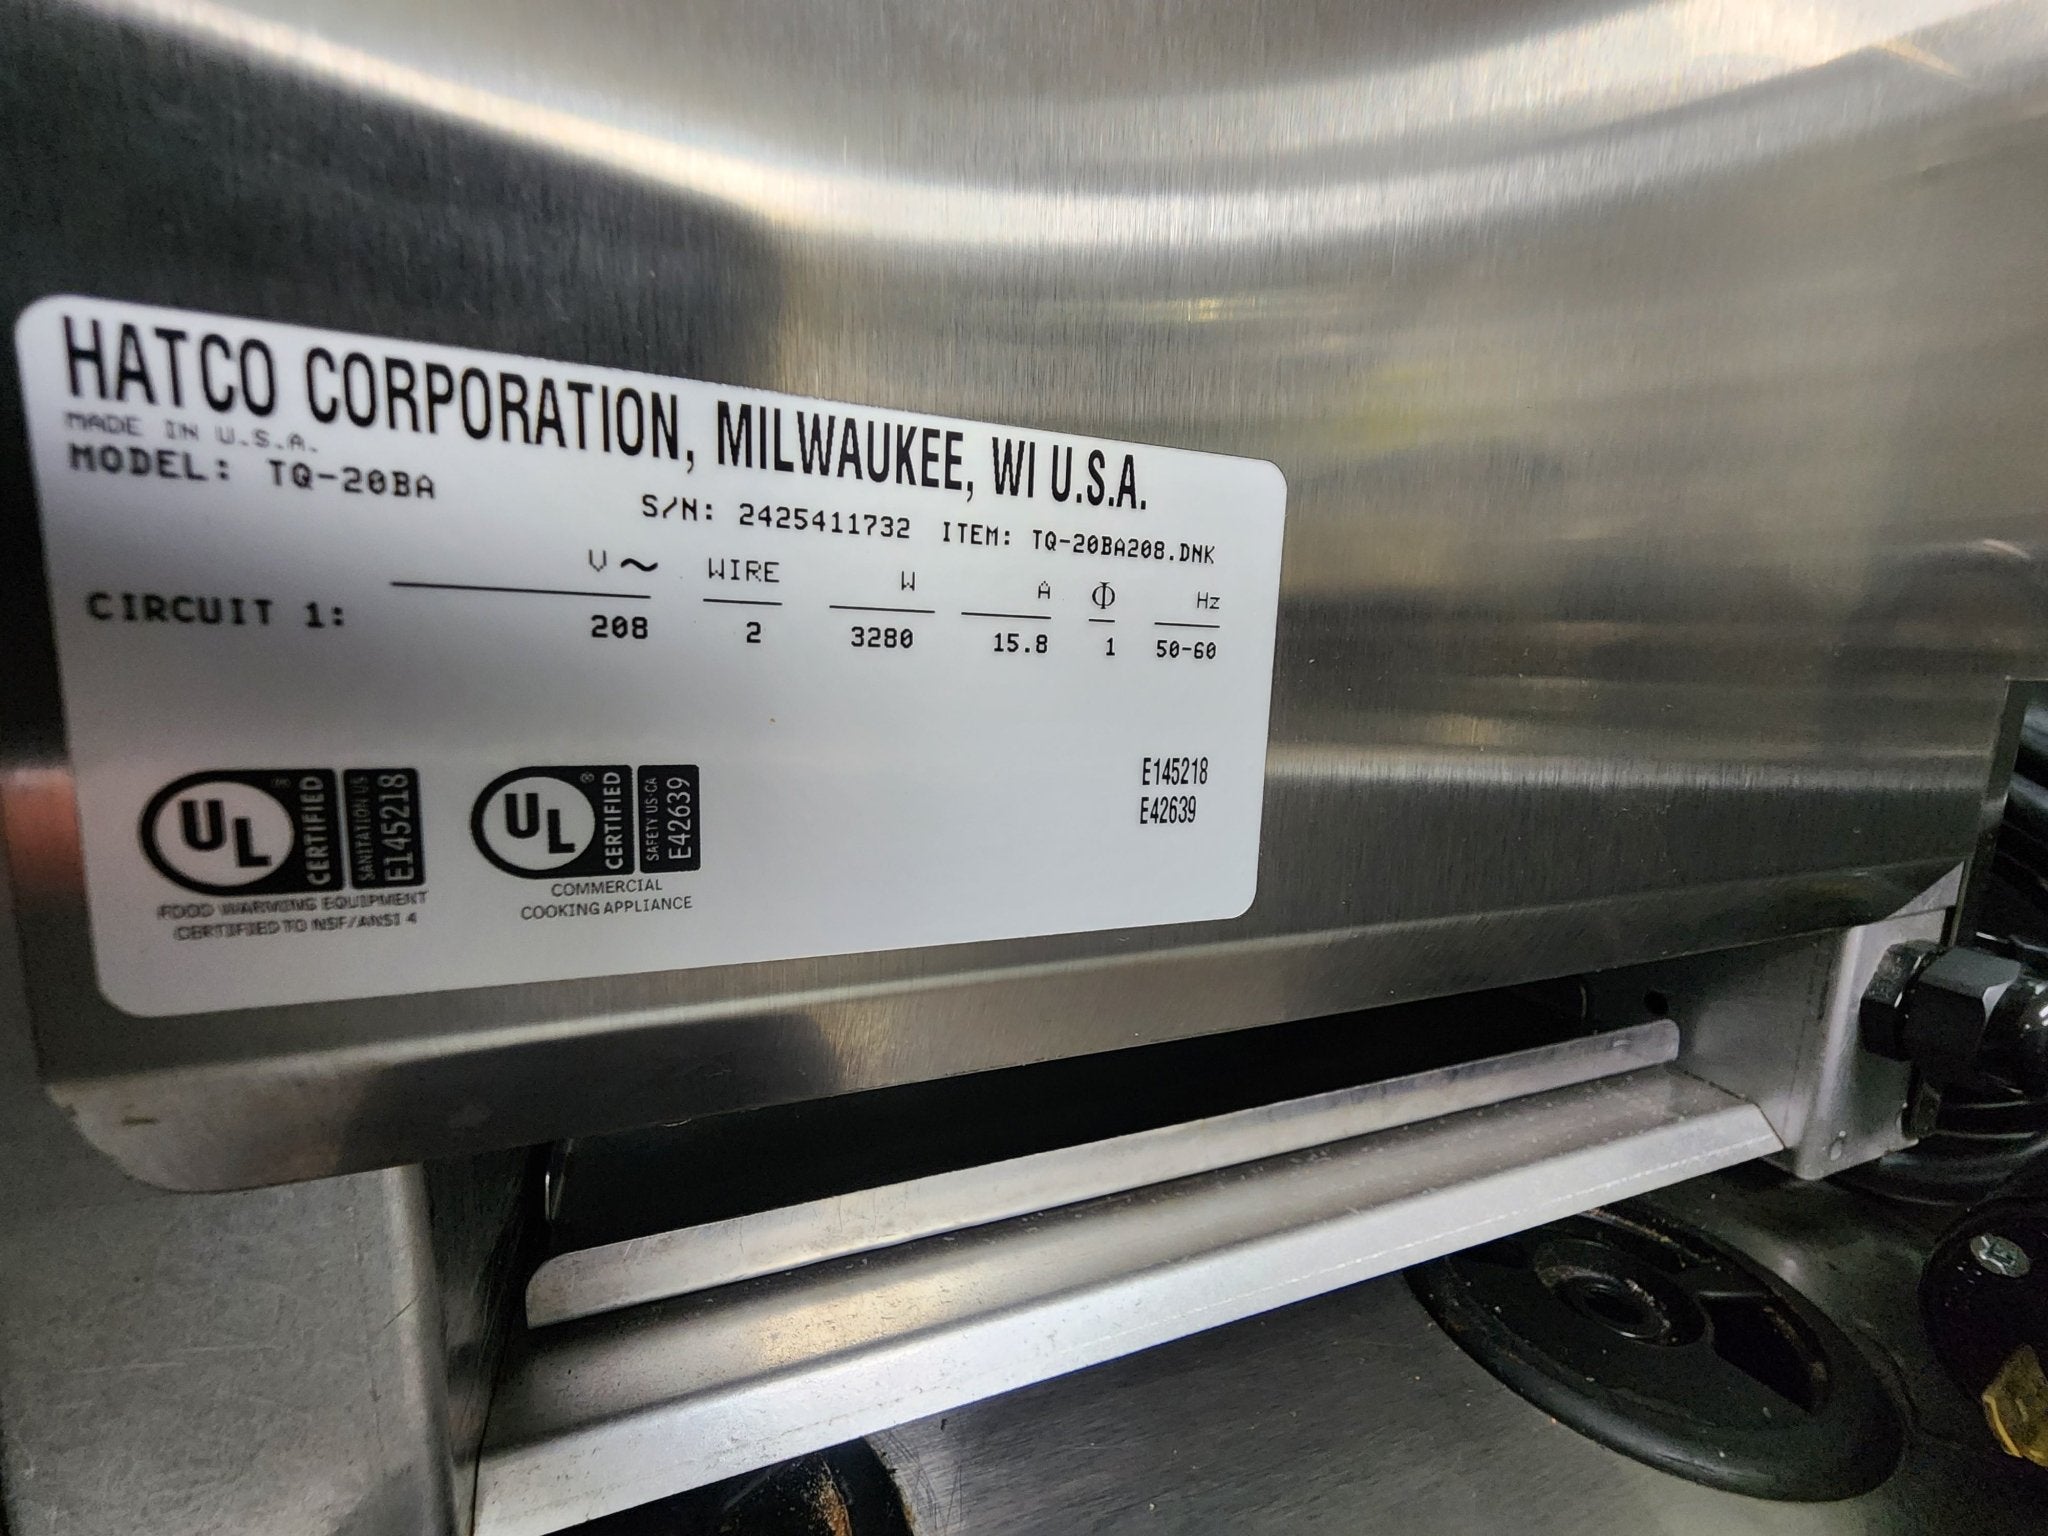 HATCO CORPORATION, MILWAUKEE, WI U.S.A.
MADE IN U.S.A.
MODEL: TQ-20BA
S/N: 2425411732 ITEM: TQ-20BA208.DNK
V~ WIRE W A Φ Hz
CIRCUIT 1: 208 2 3280 15.8 1 50-60
E145218
E42639
UL® CERTIFIED SANITATION US E145218
FOOD WARMING EQUIPMENT
CERTIFIED TO NSF/ANSI 4
UL® CERTIFIED SAFETY US-CA E42639
COMMERCIAL
COOKING APPLIANCE